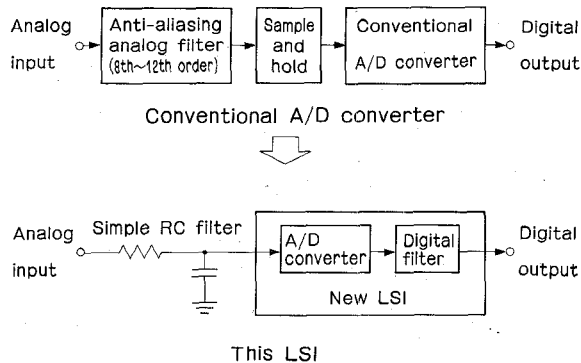 Analog
input
Anti-aliasing
analog filter
(8th~12th order)
Sample
and
hold
Conventional
A/D converter
Digital
output
Conventional A/D converter
Analog
input
Simple RC filter
A/D
converter
Digital
filter
New LSI
Digital
output
This LSI